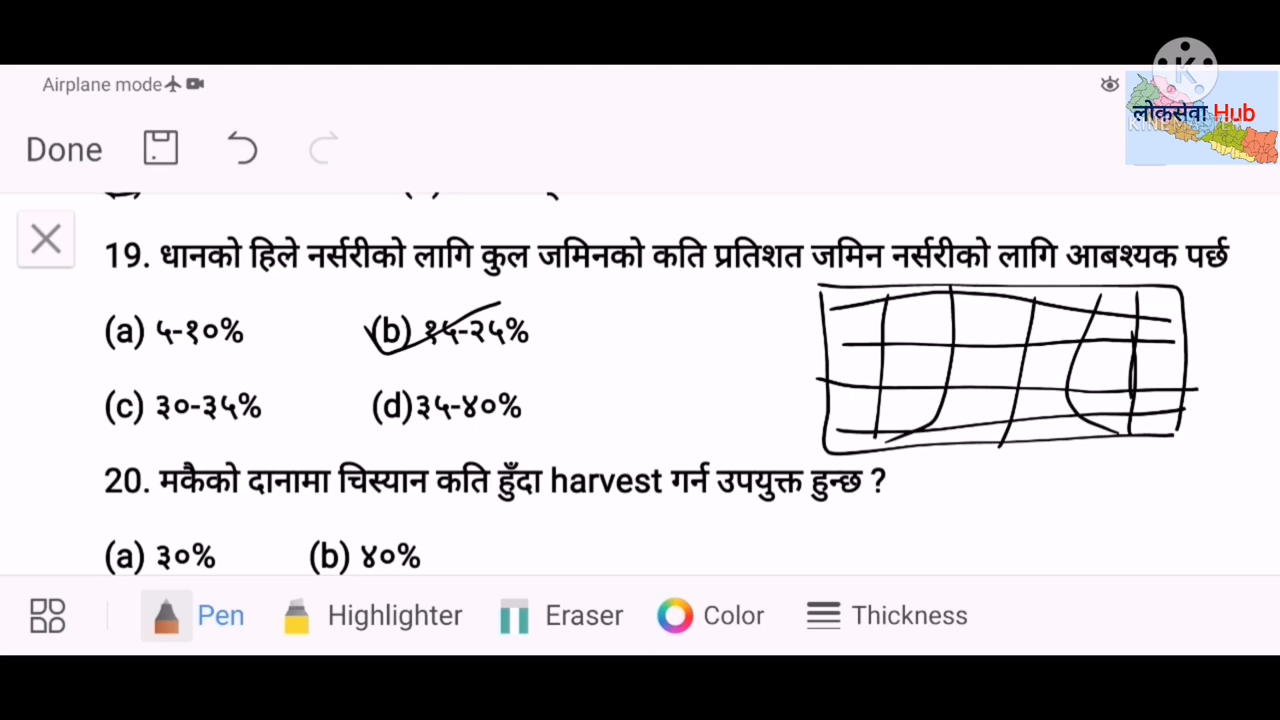 Airplane mode
लोकसेवा Hub
KINEMASTER
Done
19. धानको हिले नर्सरीको लागि कुल जमिनको कति प्रतिशत जमिन नर्सरीको लागि आबश्यक पर्छ
(a) ५-१०% (b) १५-२५%
(c) ३०-३५% (d)३५-४०%
20. मकैको दानामा चिस्यान कति हुँदा harvest गर्न उपयुक्त हुन्छ ?
(a) ३०% (b) ४०%
Pen Highlighter Eraser Color Thickness